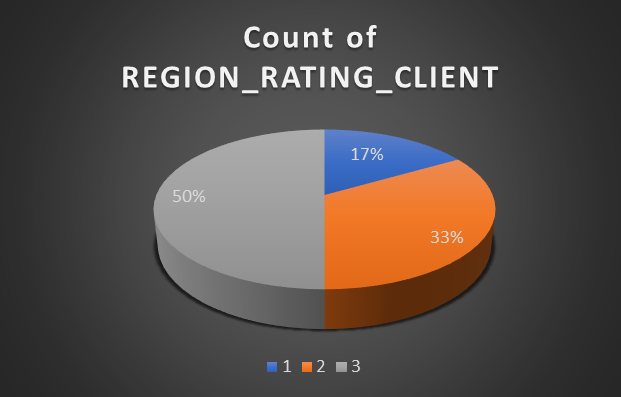 Count of
REGION_RATING_CLIENT
17%
50%
33%
1 2 3